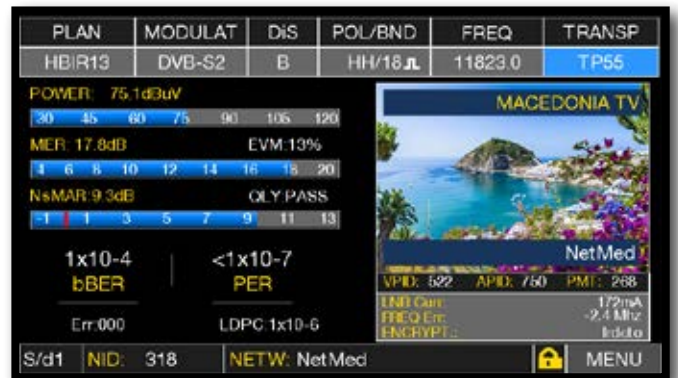 PLAN MODULAT DiS POL/BND FREQ TRANSP
HBIR13 DVB-S2 B HH/18 11823.0 TP55
POWER: 75,1dBuV
30 45 60 75 90 105 120
MER: 17.8dB EVM:13%
4 6 8 10 12 14 16 18 20
NsMAR:9.3dB QLY:PASS
-1 1 3 5 7 9 11 13
1x10-4 <1x10-7
bBER PER
Err:000 LDPC:1x10-6
MACEDONIA TV
NetMed
VPID: 522 APID: 750 PMT: 268
LNB Curr: 172mA
FREQ Err: -2.4 Mhz
ENCRYPT.: Irdeto
S/d1 NID: 318 NETW: NetMed MENU